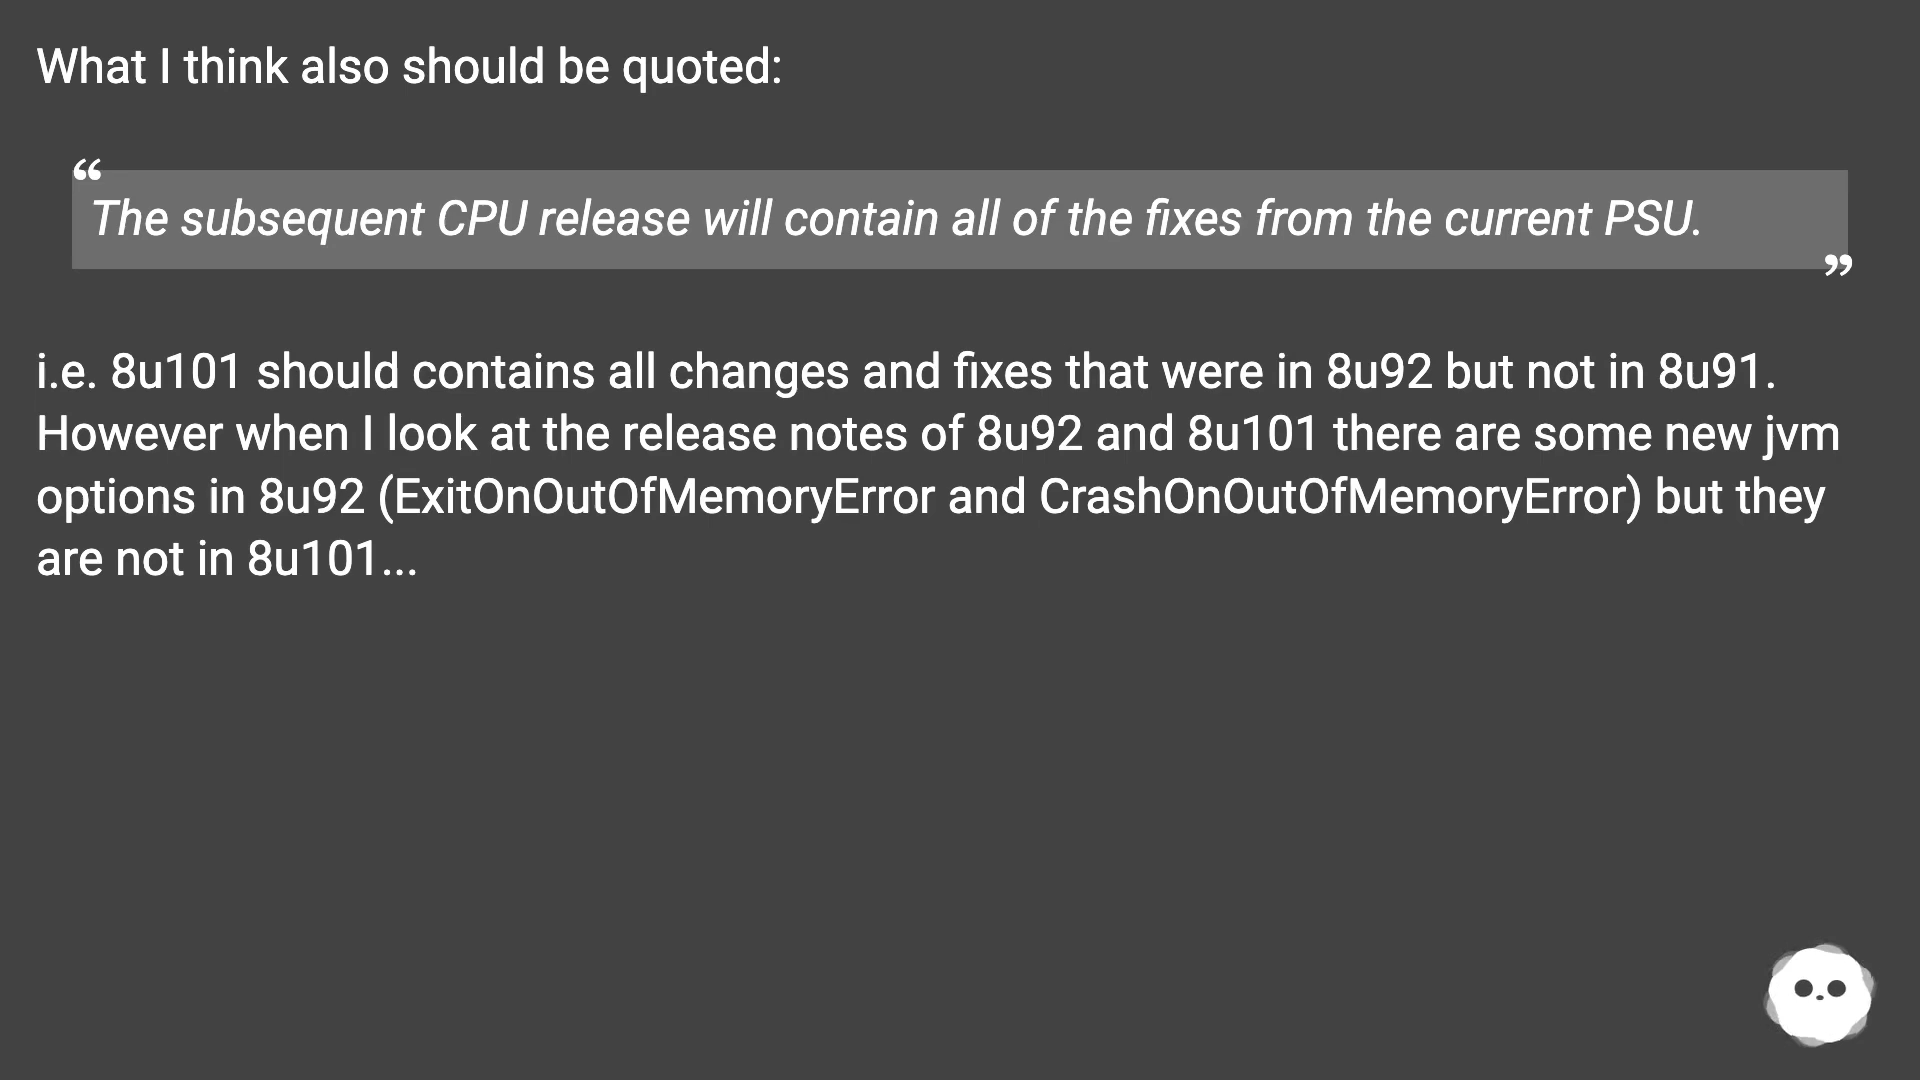 What I think also should be quoted:
“
The subsequent CPU release will contain all of the fixes from the current PSU.
”
i.e. 8u101 should contains all changes and fixes that were in 8u92 but not in 8u91.
However when I look at the release notes of 8u92 and 8u101 there are some new jvm
options in 8u92 (ExitOnOutOfMemoryError and CrashOnOutOfMemoryError) but they
are not in 8u101...